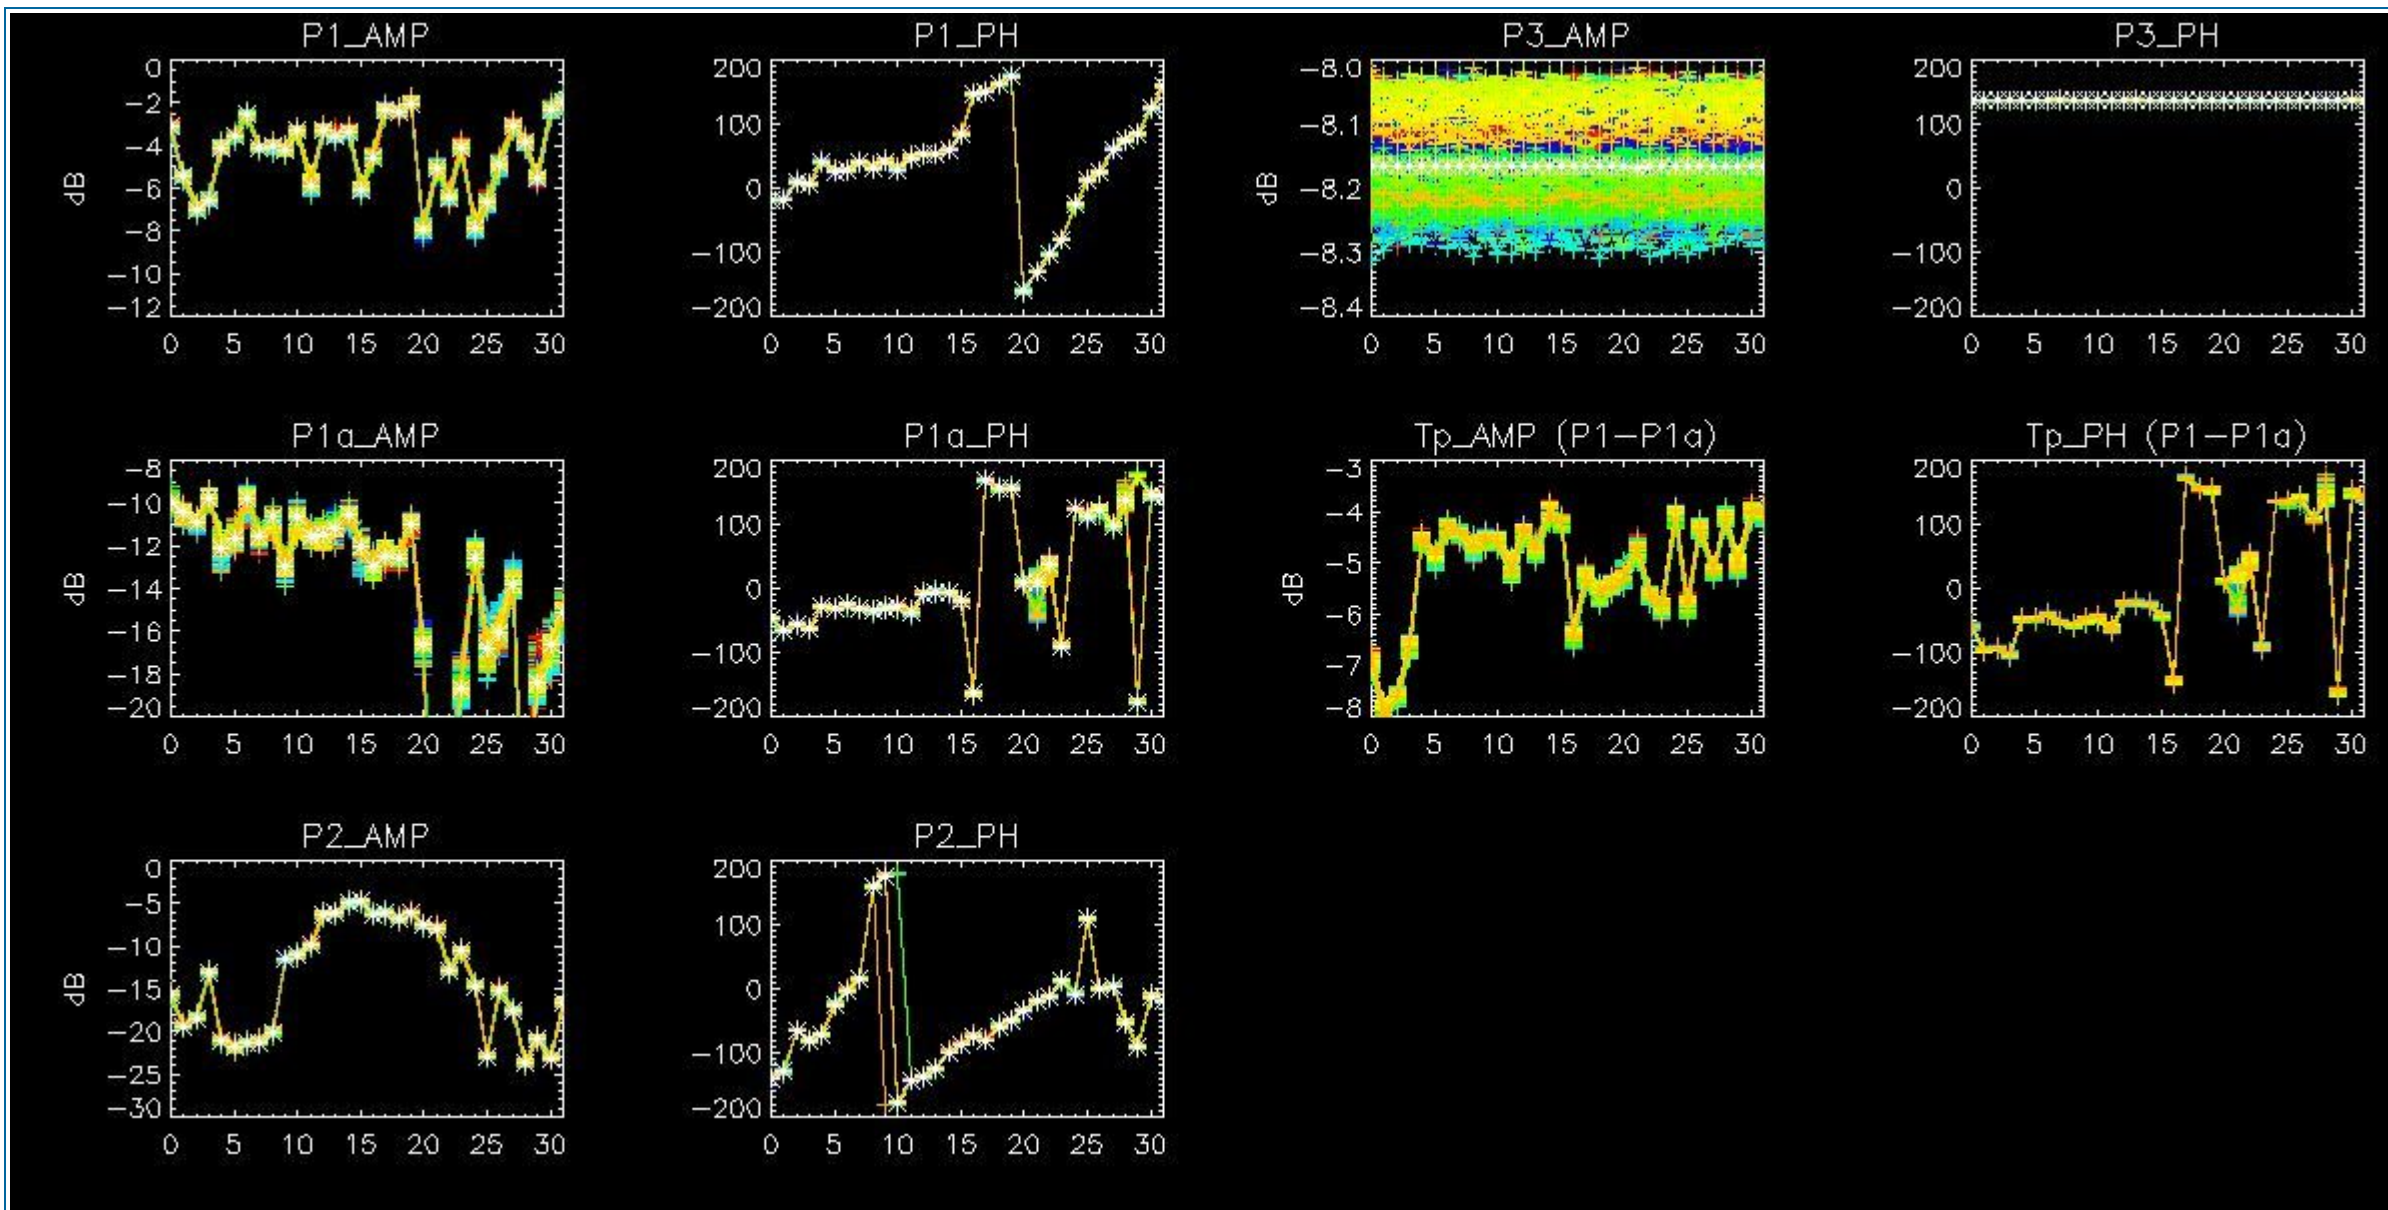 P1_AMP P1_PH P3_AMP P3_PH
0 200 -8.0 200
-2
100 -8.1 100
-4
dB -6 0 dB -8.2 0
-8
-100 -8.3 -100
-10
-12 -200 -8.4 -200
0 5 10 15 20 25 30 0 5 10 15 20 25 30 0 5 10 15 20 25 30 0 5 10 15 20 25 30
P1a_AMP P1a_PH Tp_AMP (P1-P1a) Tp_PH (P1-P1a)
-8 200 -3 200
-10
100 -4 100
-12
dB -14 0 dB -5 0
-6
-16
-100 -7 -100
-18
-20 -200 -8 -200
0 5 10 15 20 25 30 0 5 10 15 20 25 30 0 5 10 15 20 25 30 0 5 10 15 20 25 30
P2_AMP P2_PH
0 200
-5
100
-10
dB -15 0
-20
-100
-25
-30 -200
0 5 10 15 20 25 30 0 5 10 15 20 25 30